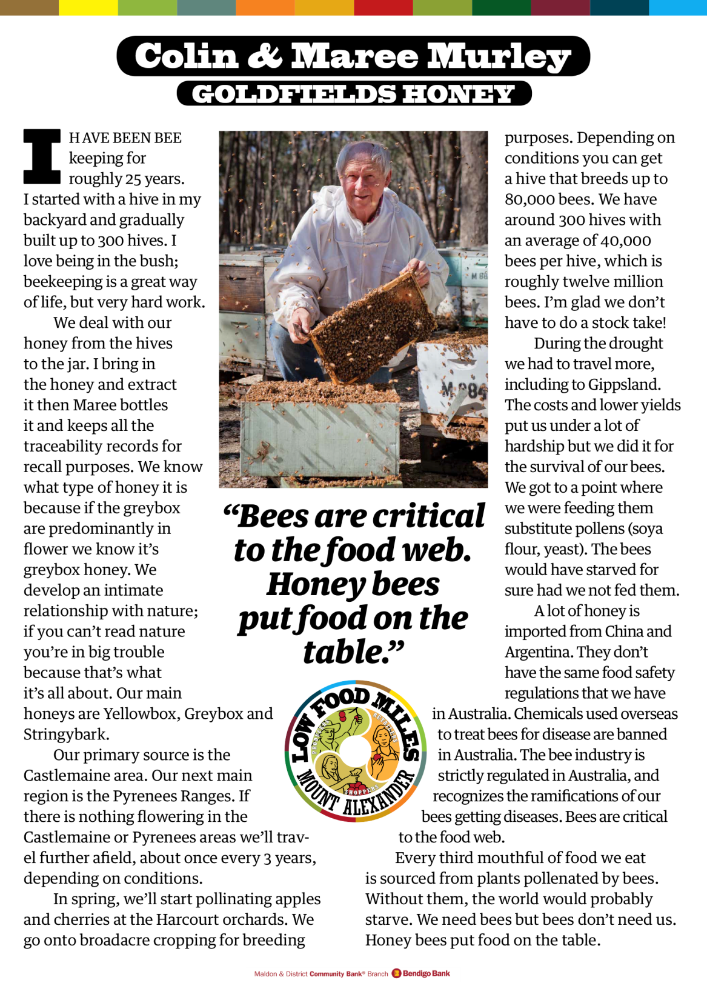 Colin & Maree Murley
GOLDFIELDS HONEY
I HAVE BEEN BEE
keeping for
roughly 25 years.
I started with a hive in my
backyard and gradually
built up to 300 hives. I
love being in the bush;
beekeeping is a great way
of life, but very hard work.
We deal with our
honey from the hives
to the jar. I bring in
the honey and extract
it then Maree bottles
it and keeps all the
traceability records for
recall purposes. We know
what type of honey it is
because if the greybox
are predominantly in
flower we know it's
greybox honey. We
develop an intimate
relationship with nature;
if you can't read nature
you're in big trouble
because that's what
it's all about. Our main
honeys are Yellowbox, Greybox and
Stringybark.
Our primary source is the
Castlemaine area. Our next main
region is the Pyrenees Ranges. If
there is nothing flowering in the
Castlemaine or Pyrenees areas we'll trav-
el further afield, about once every 3 years,
depending on conditions.
In spring, we'll start pollinating apples
and cherries at the Harcourt orchards. We
go onto broadacre cropping for breeding
M 88
M 884
"Bees are critical
to the food web.
Honey bees
put food on the
table."
LOW FOOD MILES
PRODUCERS
RETAILERS
SHOPPERS
MOUNT ALEXANDER
purposes. Depending on
conditions you can get
a hive that breeds up to
80,000 bees. We have
around 300 hives with
an average of 40,000
bees per hive, which is
roughly twelve million
bees. I'm glad we don't
have to do a stock take!
During the drought
we had to travel more,
including to Gippsland.
The costs and lower yields
put us under a lot of
hardship but we did it for
the survival of our bees.
We got to a point where
we were feeding them
substitute pollens (soya
flour, yeast). The bees
would have starved for
sure had we not fed them.
A lot of honey is
imported from China and
Argentina. They don't
have the same food safety
regulations that we have
in Australia. Chemicals used overseas
to treat bees for disease are banned
in Australia. The bee industry is
strictly regulated in Australia, and
recognizes the ramifications of our
bees getting diseases. Bees are critical
to the food web.
Every third mouthful of food we eat
is sourced from plants pollenated by bees.
Without them, the world would probably
starve. We need bees but bees don't need us.
Honey bees put food on the table.
Maldon & District Community Bank® Branch Bendigo Bank